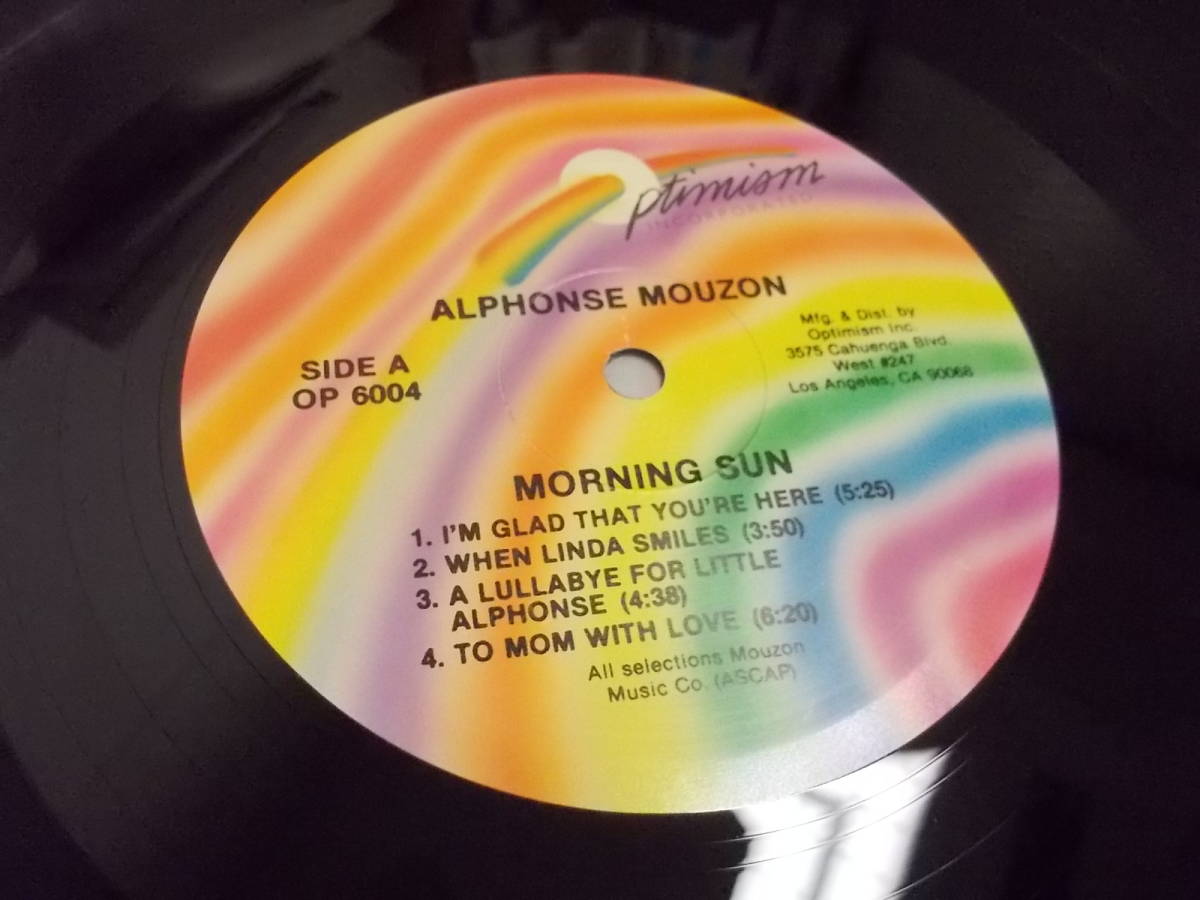 Optimism
INCORPORATED
ALPHONSE MOUZON
SIDE A
OP 6004
Mfg. & Dist. by
Optimism Inc.
3575 Cahuenga Blvd.
West #247
Los Angeles, CA 90068
MORNING SUN
1. I'M GLAD THAT YOU'RE HERE (5:25)
2. WHEN LINDA SMILES (3:50)
3. A LULLABYE FOR LITTLE
ALPHONSE (4:38)
4. TO MOM WITH LOVE (6:20)
All selections Mouzon
Music Co. (ASCAP)